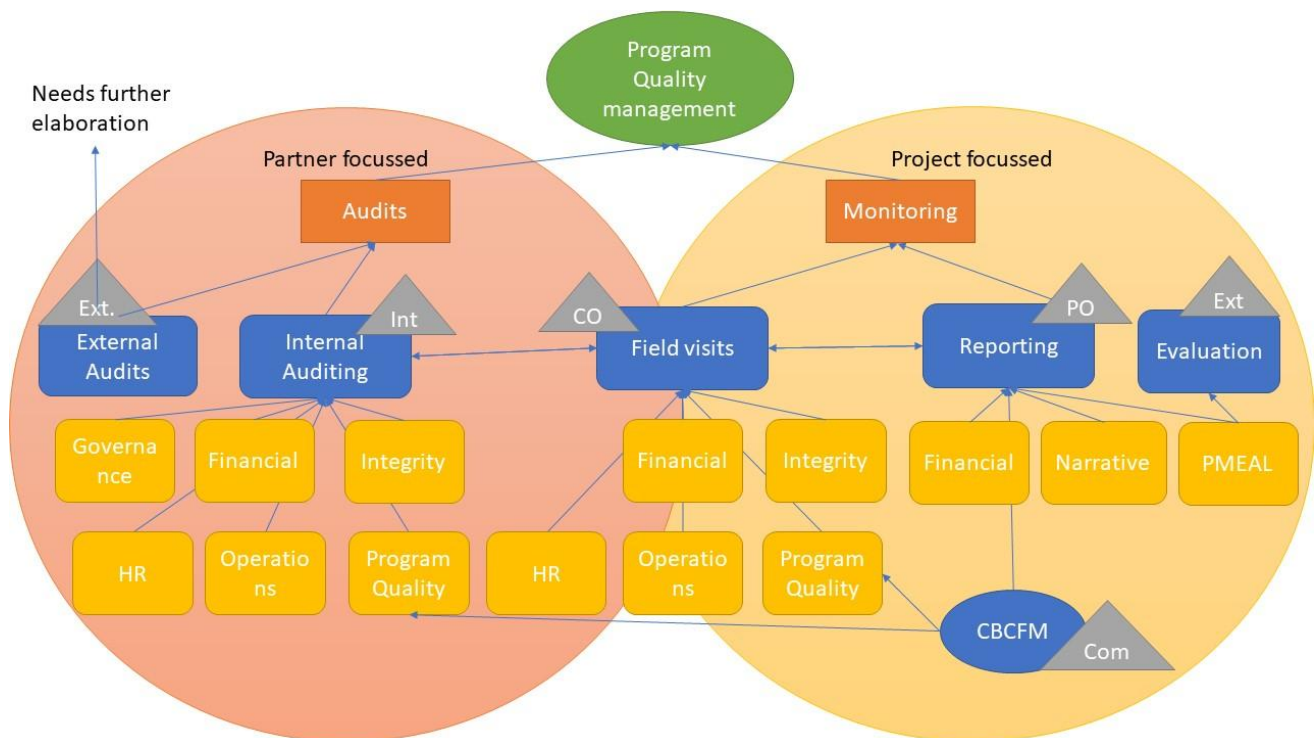 Program
Quality
management
Needs further
elaboration
Partner focussed
Project focussed
Audits
Monitoring
Ext.
Int
CO
PO
Ext
External
Audits
Internal
Auditing
Field visits
Reporting
Evaluation
Governa
nce
Financial
Integrity
Financial
Integrity
Financial
Narrative
PMEAL
HR
Operatio
ns
Program
Quality
HR
Operatio
ns
Program
Quality
CBCFM
Com